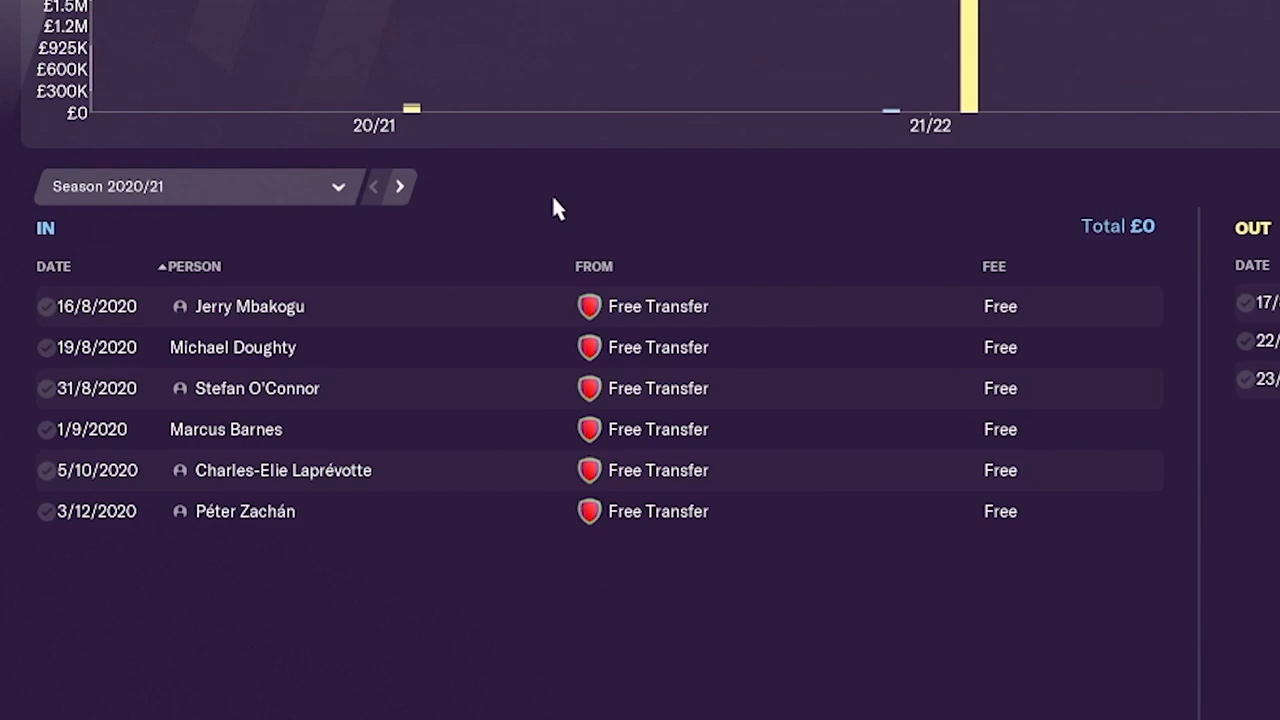 £1.5M
£1.2M
£925K
£600K
£300K
£0
20/21 21/22
Season 2020/21
IN Total £0 OUT
DATE PERSON FROM FEE DATE
16/8/2020 Jerry Mbakogu Free Transfer Free 17/
19/8/2020 Michael Doughty Free Transfer Free 22/
31/8/2020 Stefan O'Connor Free Transfer Free 23/
1/9/2020 Marcus Barnes Free Transfer Free
5/10/2020 Charles-Elie Laprévotte Free Transfer Free
3/12/2020 Péter Zachán Free Transfer Free